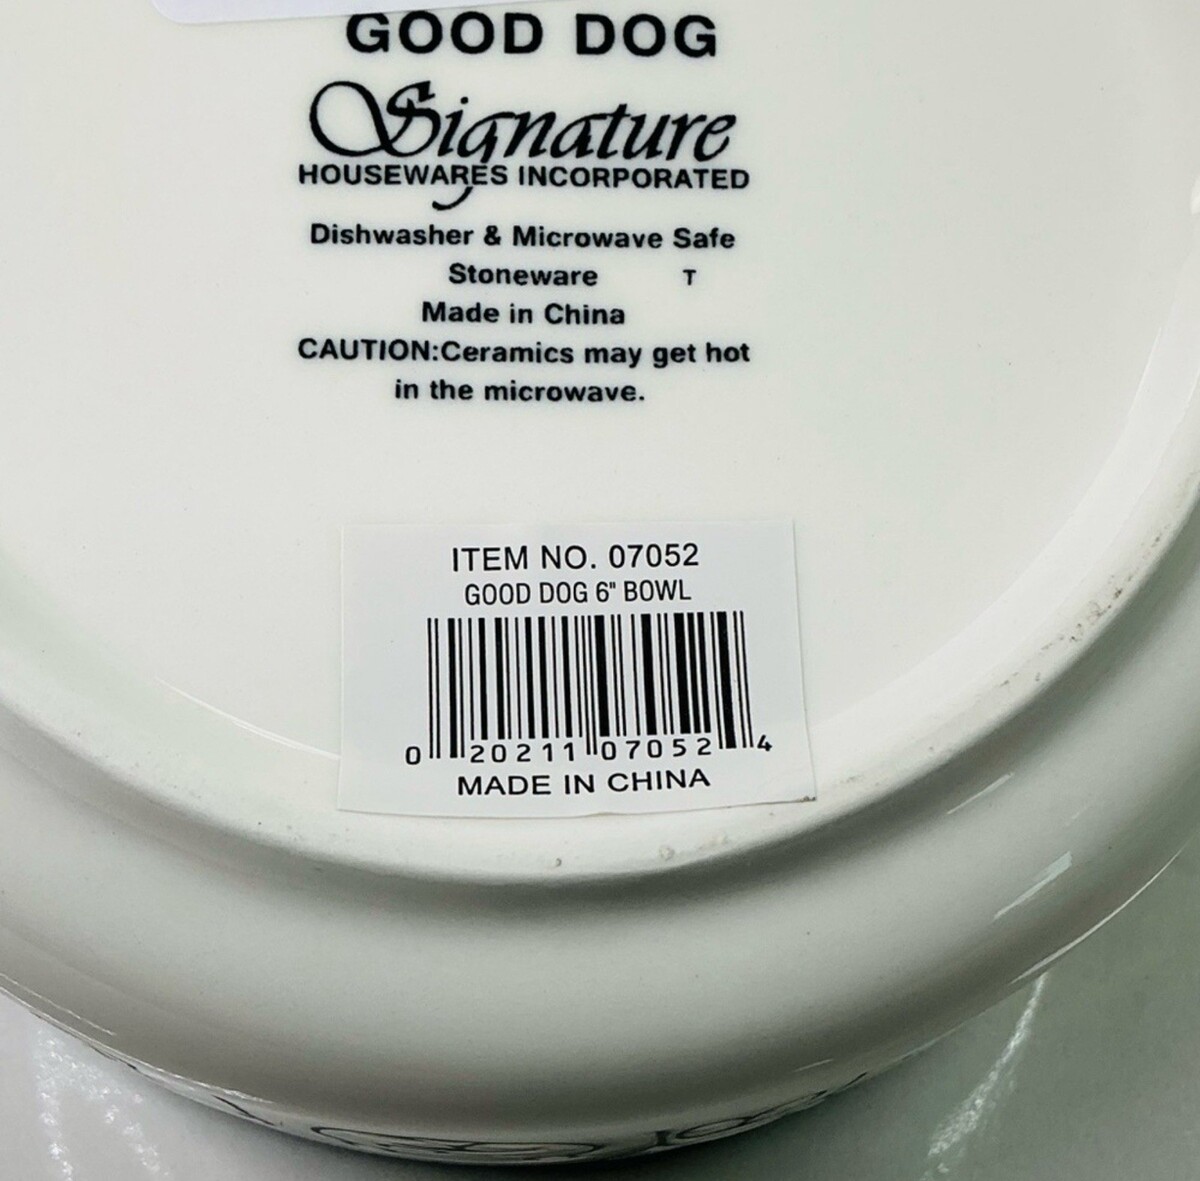 GOOD DOG
Signature
HOUSEWARES INCORPORATED
Dishwasher & Microwave Safe
Stoneware T
Made in China
CAUTION:Ceramics may get hot
in the microwave.
ITEM NO. 07052
GOOD DOG 6" BOWL
0 20211 07052 4
MADE IN CHINA